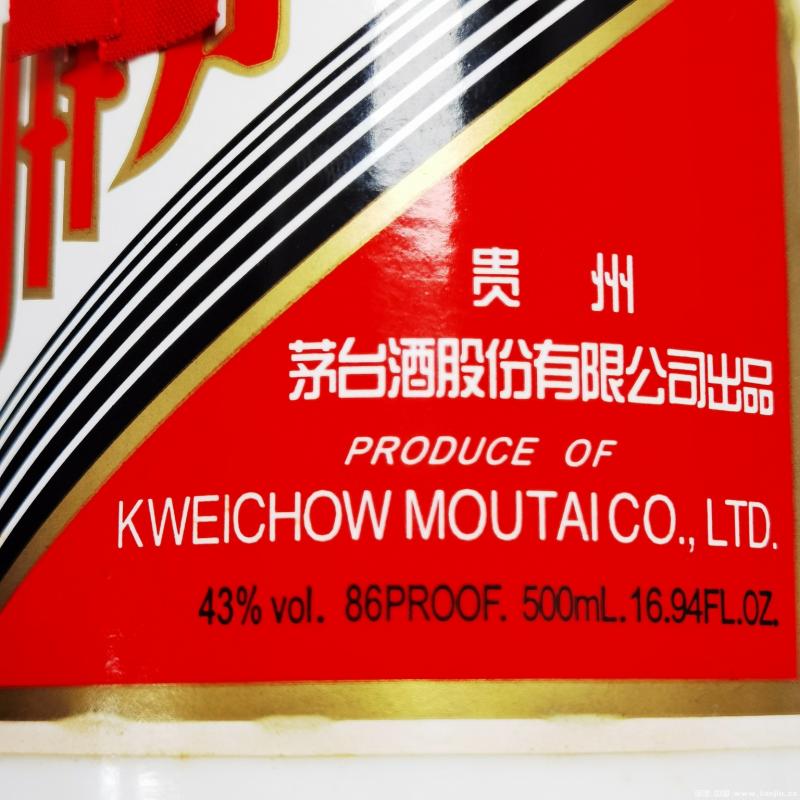 贵 州
茅台酒股份有限公司出品
PRODUCE OF
KWEICHOW MOUTAI CO., LTD.
43% vol. 86PROOF. 500mL. 16.94FL.OZ.